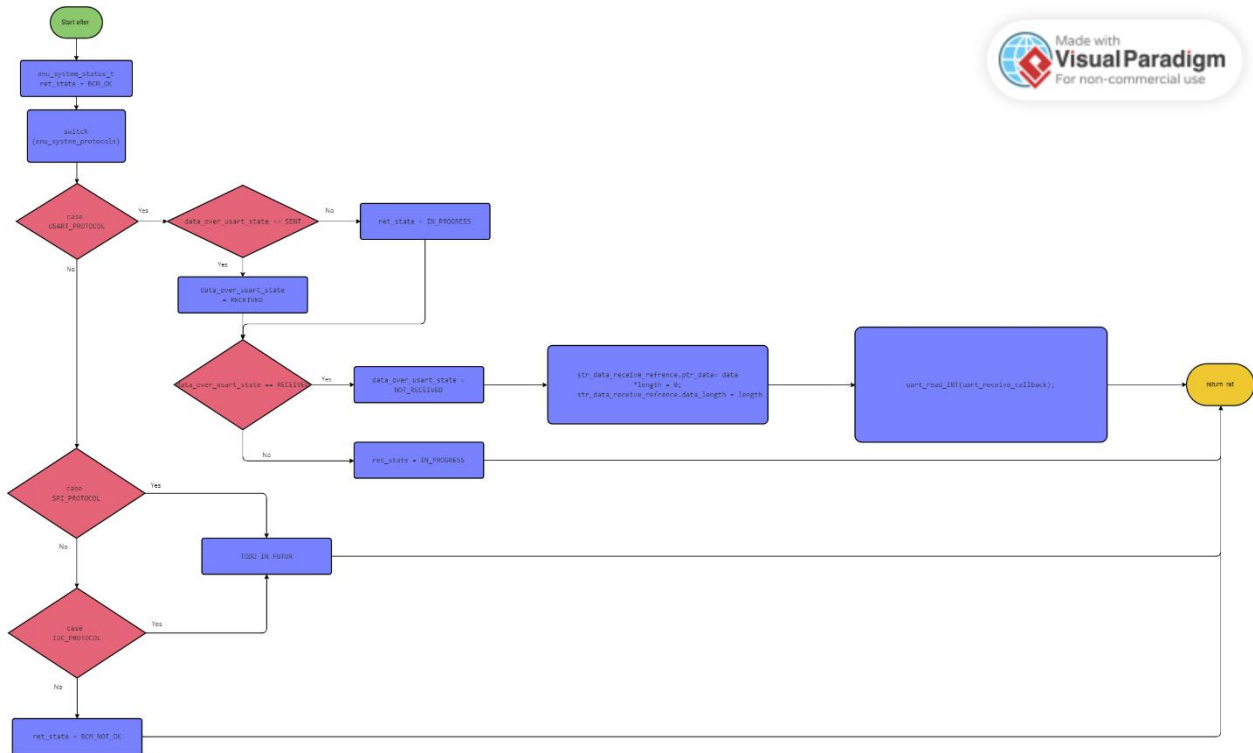 Start after
Made with
Visual Paradigm
For non-commercial use
enu_system_status_t
ret_state = BCM_OK
switch
(enu_system_protocols)
case
USART_PROTOCOL
Yes
data_over_usart_state == SENT
No
ret_state = IN_PROGRESS
No
Yes
data_over_usart_state
= RECEIVED
data_over_usart_state == RECEIVED
Yes
data_over_usart_state =
NOT_RECEIVED
str_data_receive_refrence.ptr_data= data
*length = 0;
str_data_receive_refrence.data_length = length
uart_read_INT(uart_receive_callback);
return ret
No
ret_state = IN_PROGRESS
case
SPI_PROTOCOL
Yes
No
TODO IN FUTUR
case
I2C_PROTOCOL
Yes
No
ret_state = BCM_NOT_OK